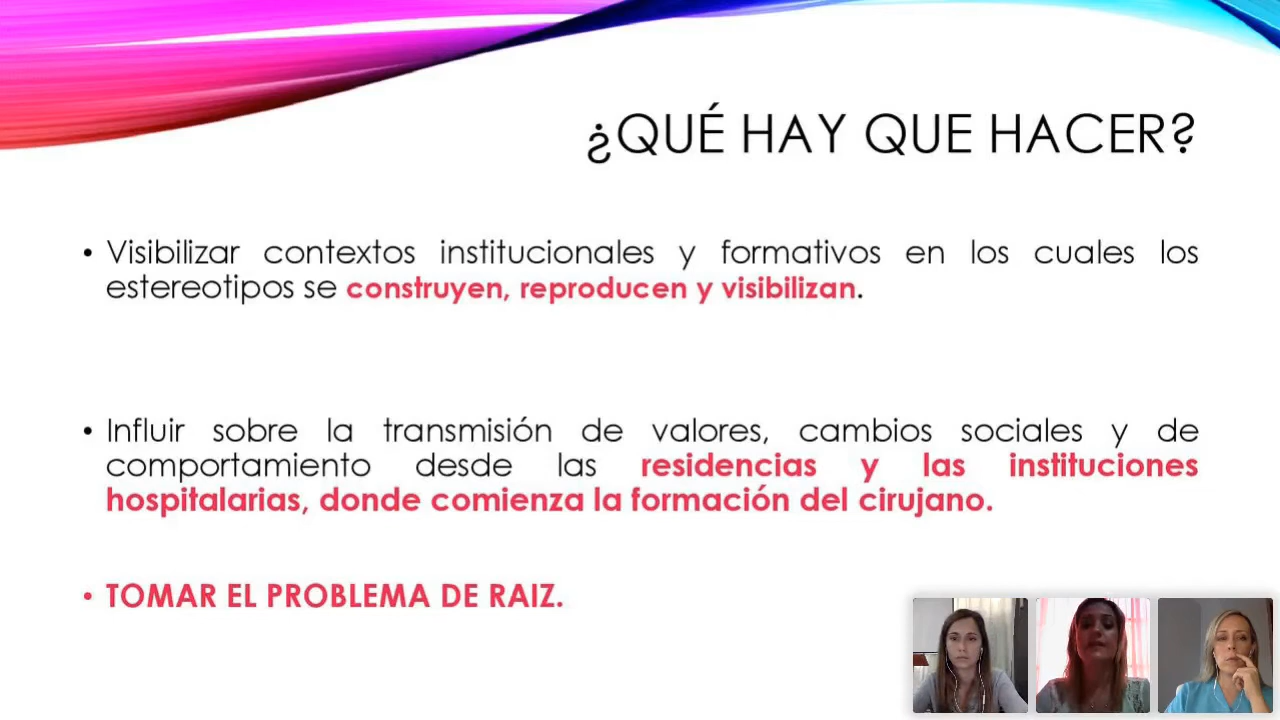 ¿QUÉ HAY QUE HACER?
• Visibilizar contextos institucionales y formativos en los cuales los
estereotipos se construyen, reproducen y visibilizan.
• Influir sobre la transmisión de valores, cambios sociales y de
comportamiento desde las residencias y las instituciones
hospitalarias, donde comienza la formación del cirujano.
• TOMAR EL PROBLEMA DE RAIZ.